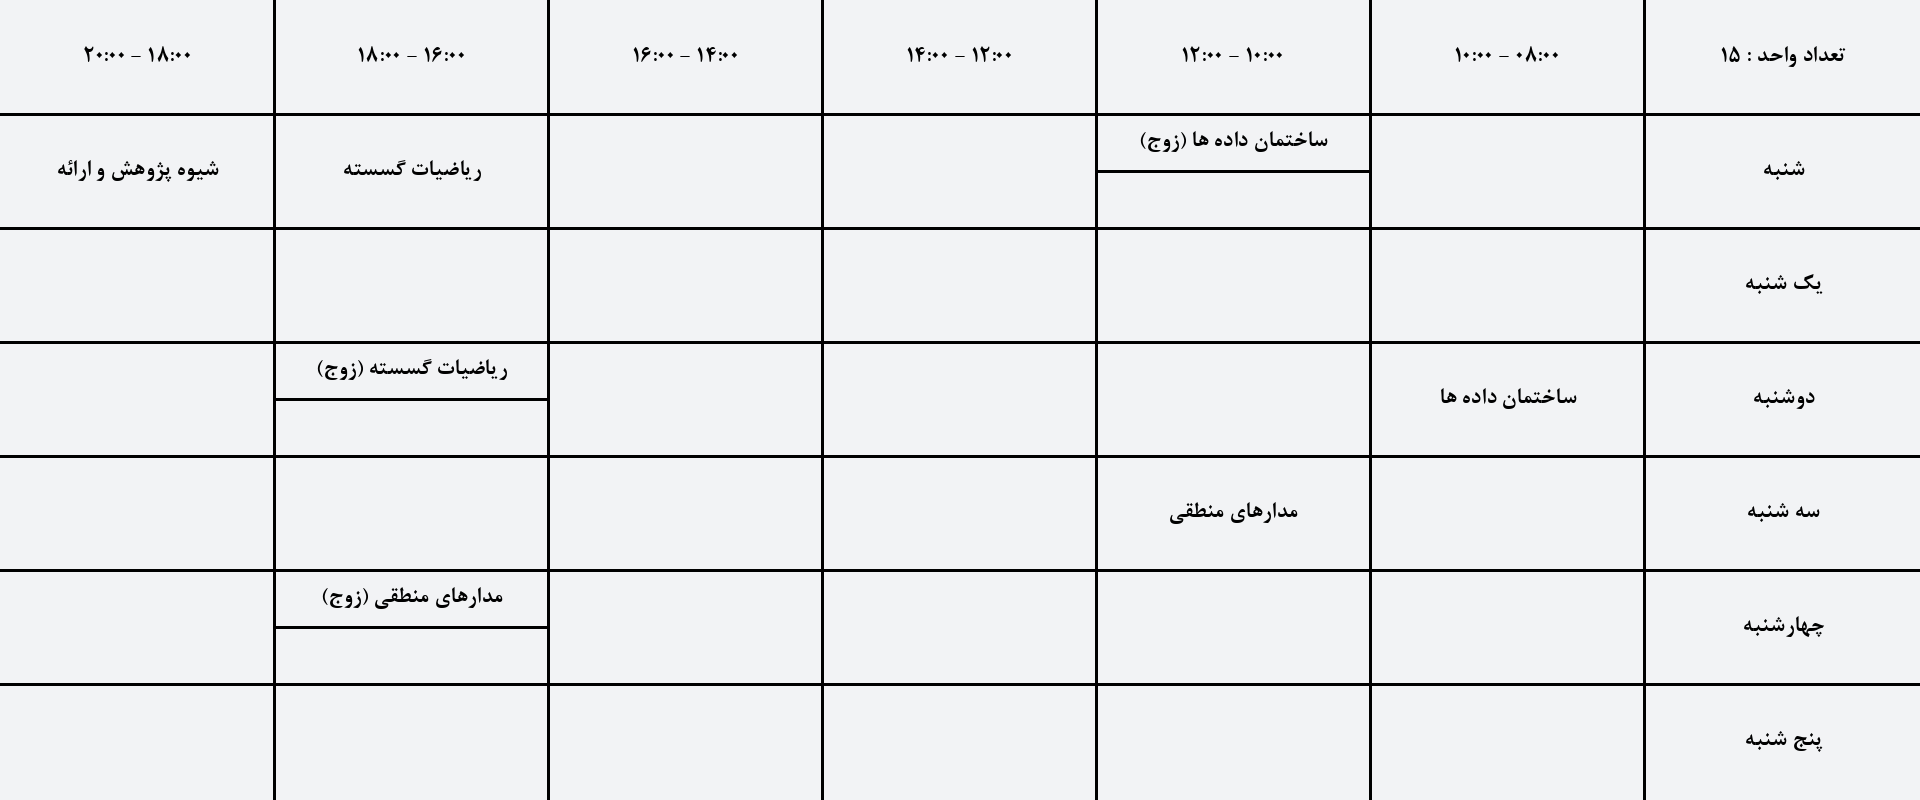 تعداد واحد : ۱۵
۰۸:۰۰ - ۱۰:۰۰
۱۰:۰۰ - ۱۲:۰۰
۱۲:۰۰ - ۱۴:۰۰
۱۴:۰۰ - ۱۶:۰۰
۱۶:۰۰ - ۱۸:۰۰
۱۸:۰۰ - ۲۰:۰۰
شنبه
ساختمان داده ها (زوج)
ریاضیات گسسته
شیوه پژوهش و ارائه
یک شنبه
دوشنبه
ساختمان داده ها
ریاضیات گسسته (زوج)
سه شنبه
مدارهای منطقی
چهارشنبه
مدارهای منطقی (زوج)
پنج شنبه